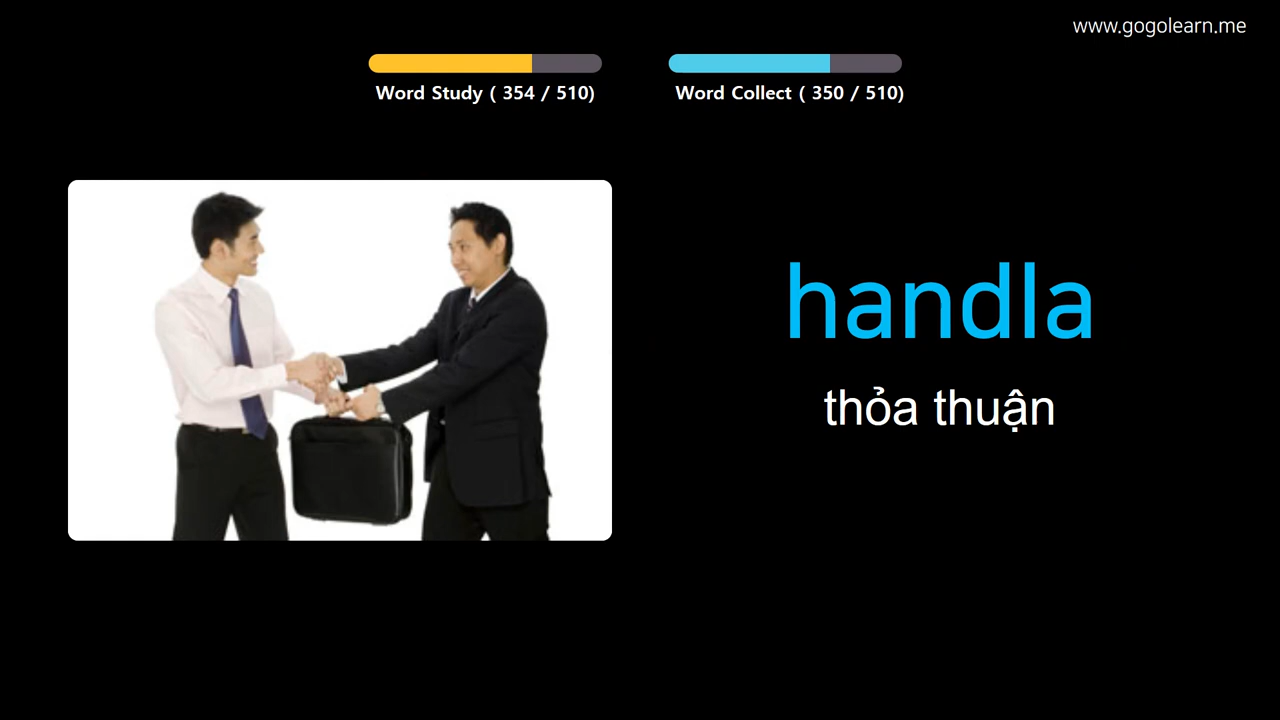 www.gogolearn.me
Word Study ( 354 / 510)
Word Collect ( 350 / 510)
handla
thỏa thuận